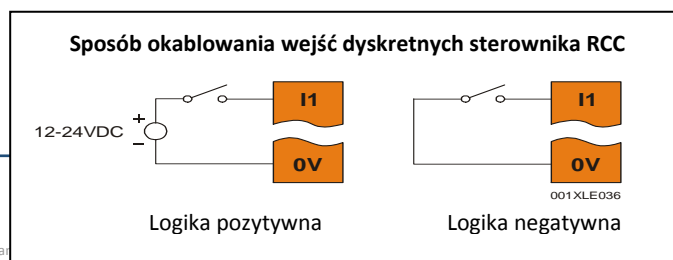 Sposób okablowania wejść dyskretnych sterownika RCC
I1
I1
+
12-24VDC
–
0V
0V
001XLE036
Logika pozytywna
Logika negatywna